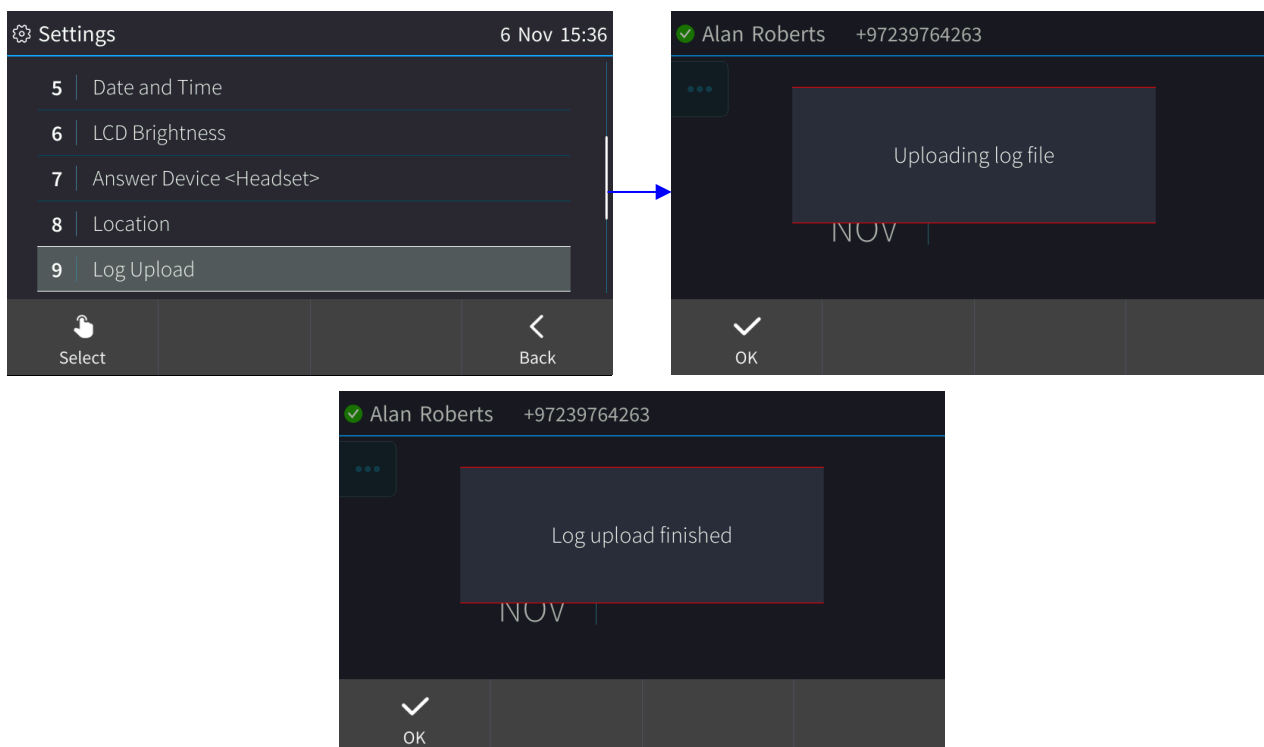 Settings 6 Nov 15:36
5 Date and Time
6 LCD Brightness
7 Answer Device <Headset>
8 Location
9 Log Upload
Select Back
Alan Roberts +97239764263
Uploading log file
NOV
OK
Alan Roberts +97239764263
Log upload finished
NOV
OK